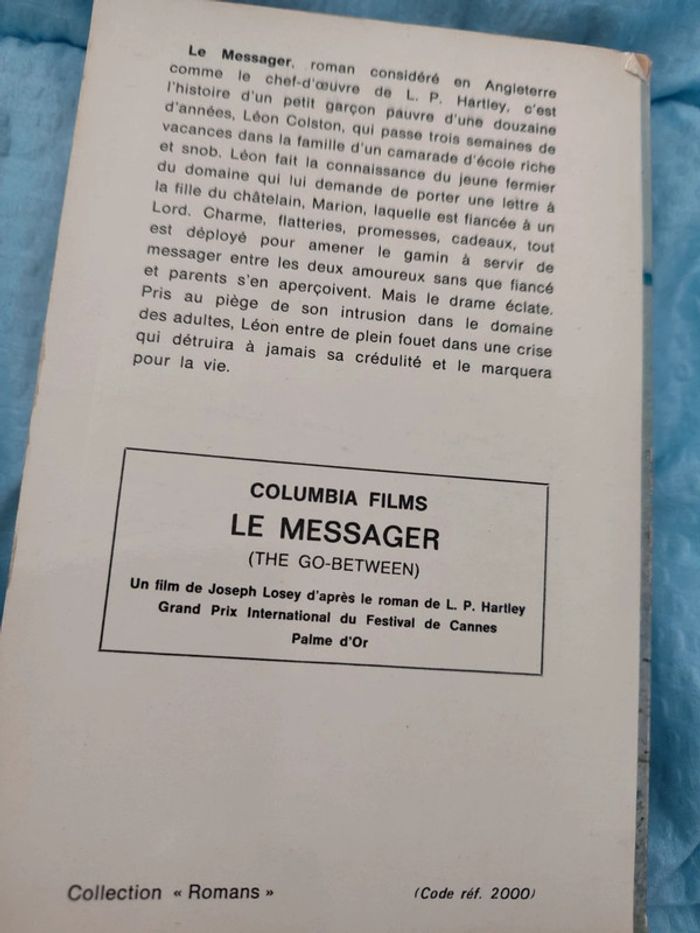 Le Messager, roman considéré en Angleterre
comme le chef-d'œuvre de L. P. Hartley, c'est
l'histoire d'un petit garçon pauvre d'une douzaine
d'années, Léon Colston, qui passe trois semaines de
vacances dans la famille d'un camarade d'école riche
et snob. Léon fait la connaissance du jeune fermier
du domaine qui lui demande de porter une lettre à
la fille du châtelain, Marion, laquelle est fiancée à un
Lord. Charme, flatteries, promesses, cadeaux, tout
est déployé pour amener le gamin à servir de
messager entre les deux amoureux sans que fiancé
et parents s'en aperçoivent. Mais le drame éclate.
Pris au piège de son intrusion dans le domaine
des adultes, Léon entre de plein fouet dans une crise
qui détruira à jamais sa crédulité et le marquera
pour la vie.
COLUMBIA FILMS
LE MESSAGER
(THE GO-BETWEEN)
Un film de Joseph Losey d'après le roman de L. P. Hartley
Grand Prix International du Festival de Cannes
Palme d'Or
Collection « Romans »
(Code réf. 2000)